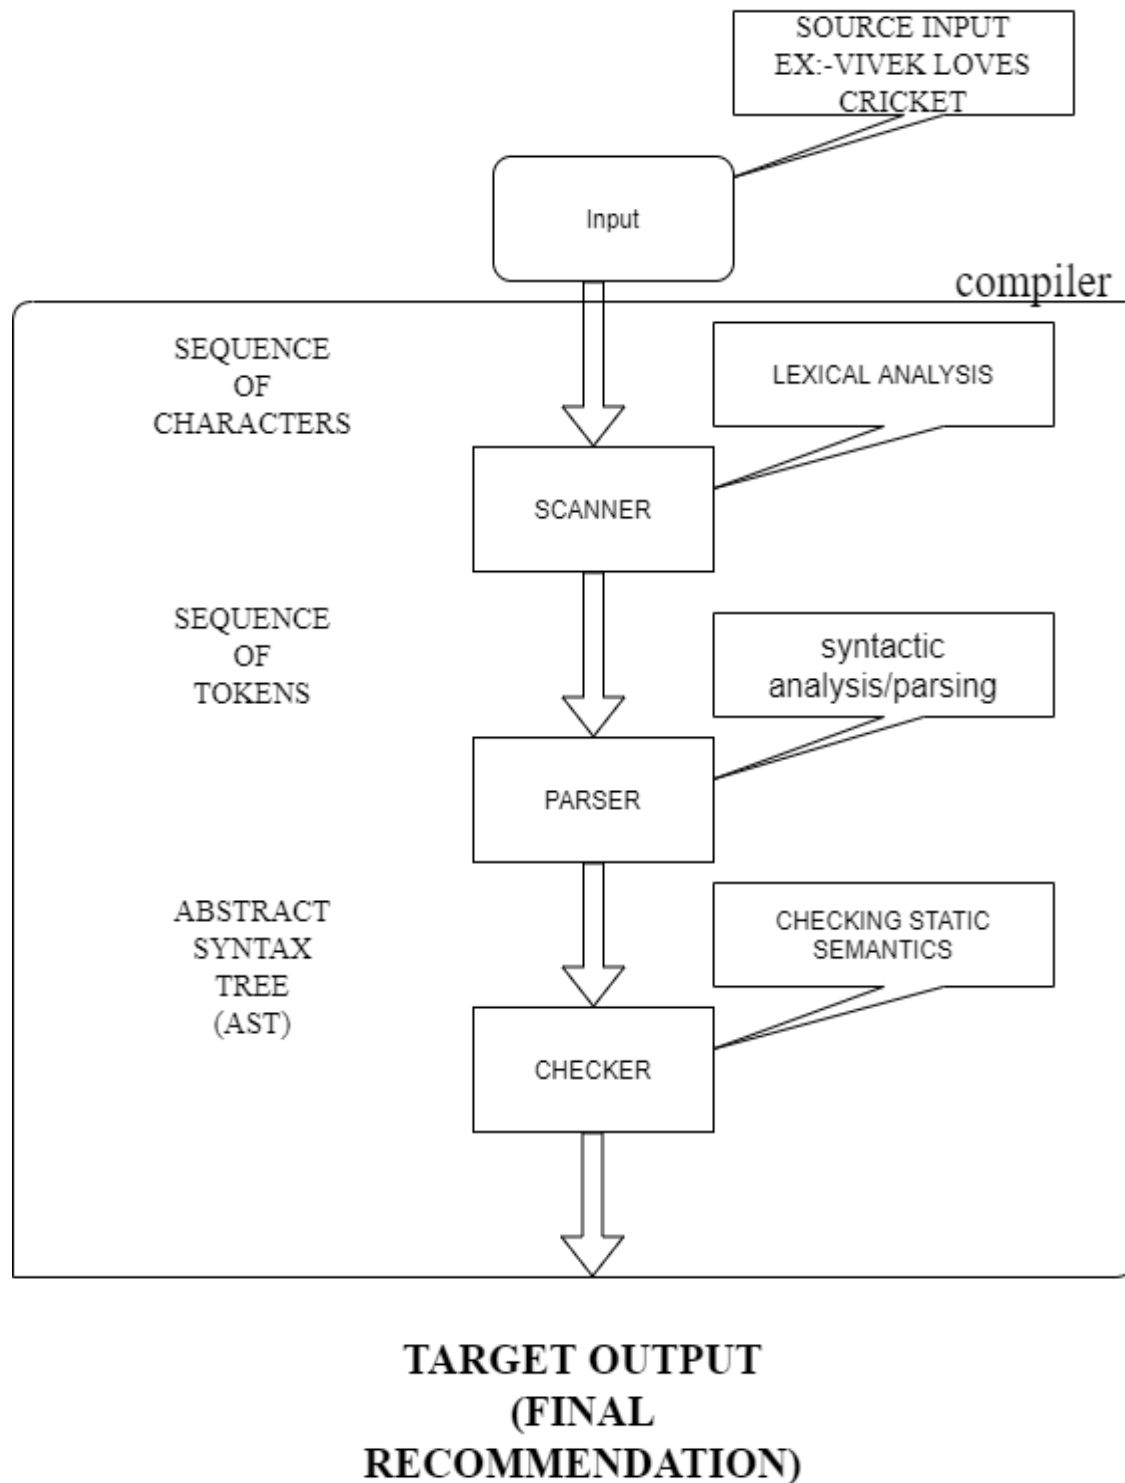 SOURCE INPUT
EX:-VIVEK LOVES
CRICKET
Input
compiler
SEQUENCE
OF
CHARACTERS
LEXICAL ANALYSIS
SCANNER
SEQUENCE
OF
TOKENS
syntactic
analysis/parsing
PARSER
ABSTRACT
SYNTAX
TREE
(AST)
CHECKING STATIC
SEMANTICS
CHECKER
TARGET OUTPUT
(FINAL
RECOMMENDATION)